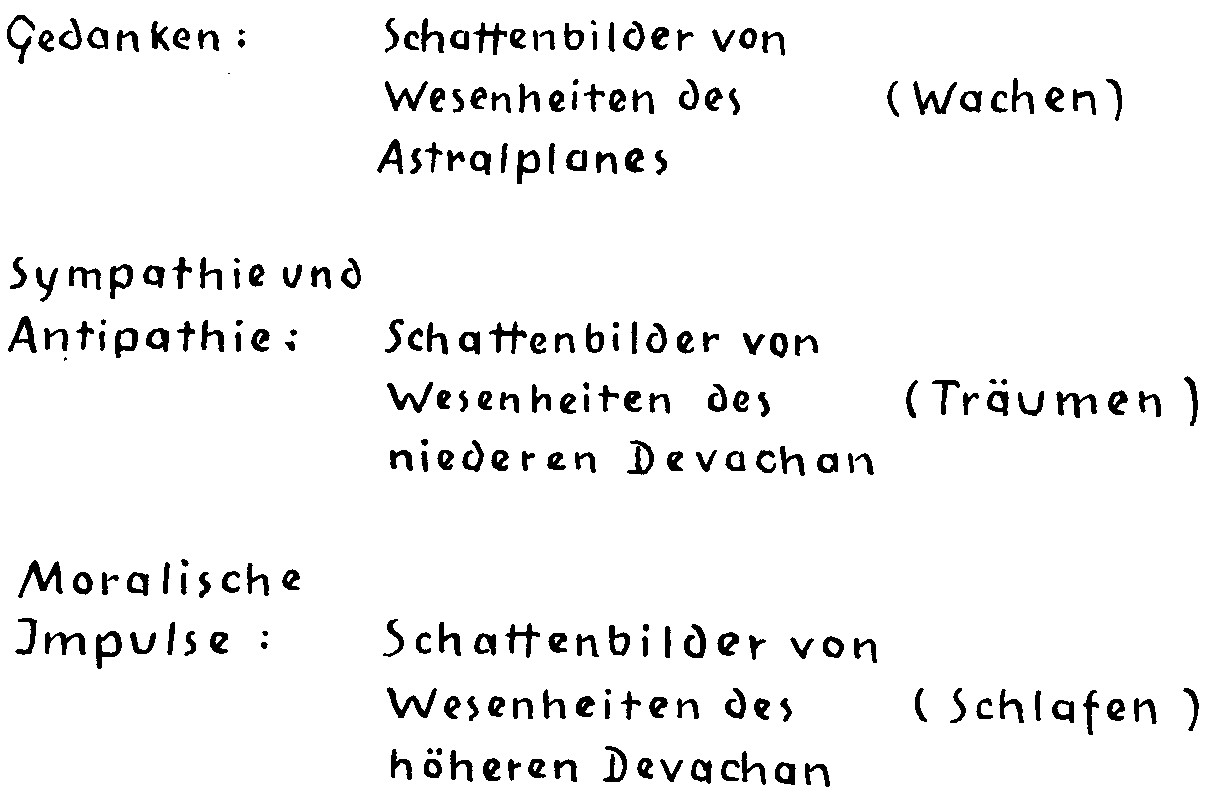 Gedanken: Schattenbilder von
Wesenheiten des (Wachen)
Astralplanes
Sympathie und
Antipathie: Schattenbilder von
Wesenheiten des (Träumen)
niederen Devachan
Moralische
Impulse: Schattenbilder von
Wesenheiten des (Schlafen)
höheren Devachan